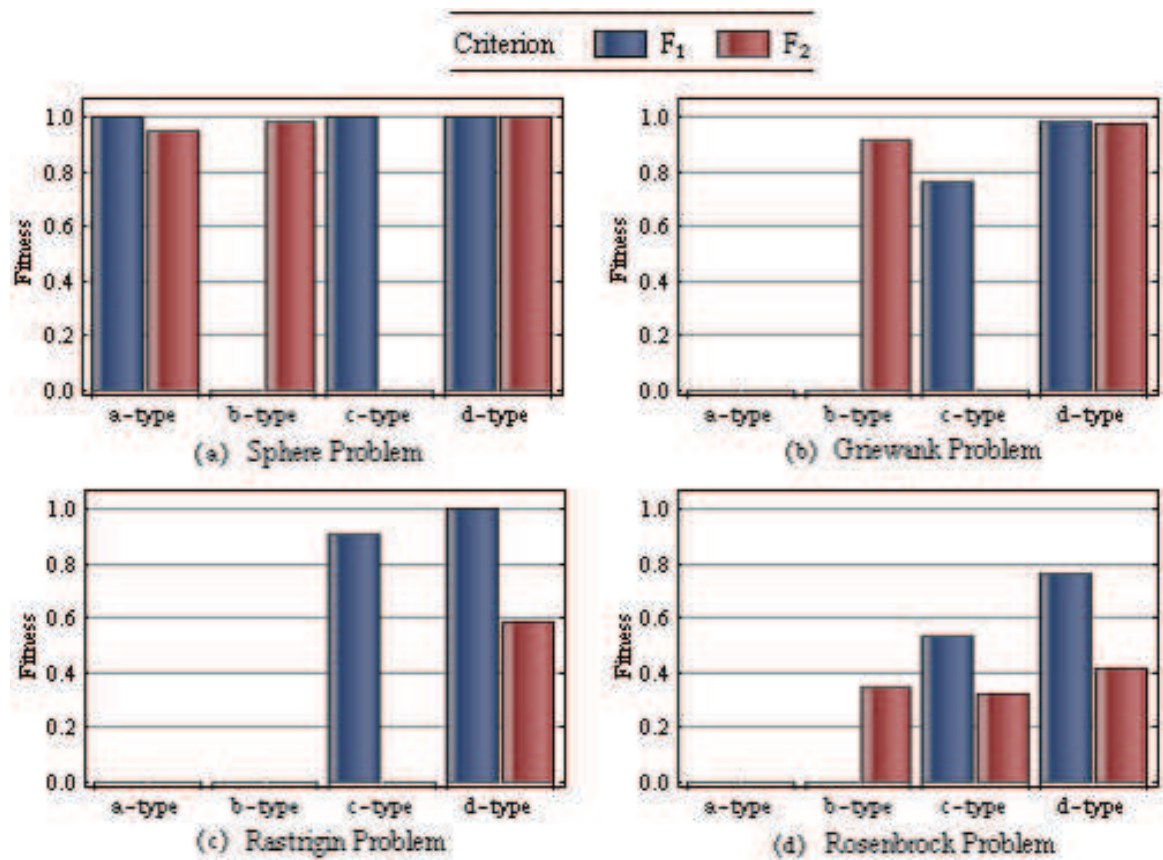 Criterion F₁ F₂
Fitness
1.0
0.8
0.6
0.4
0.2
0.0
a-type b-type c-type d-type
(a) Sphere Problem
Fitness
1.0
0.8
0.6
0.4
0.2
0.0
a-type b-type c-type d-type
(b) Griewank Problem
Fitness
1.0
0.8
0.6
0.4
0.2
0.0
a-type b-type c-type d-type
(c) Rastrigin Problem
Fitness
1.0
0.8
0.6
0.4
0.2
0.0
a-type b-type c-type d-type
(d) Rosenbrock Problem